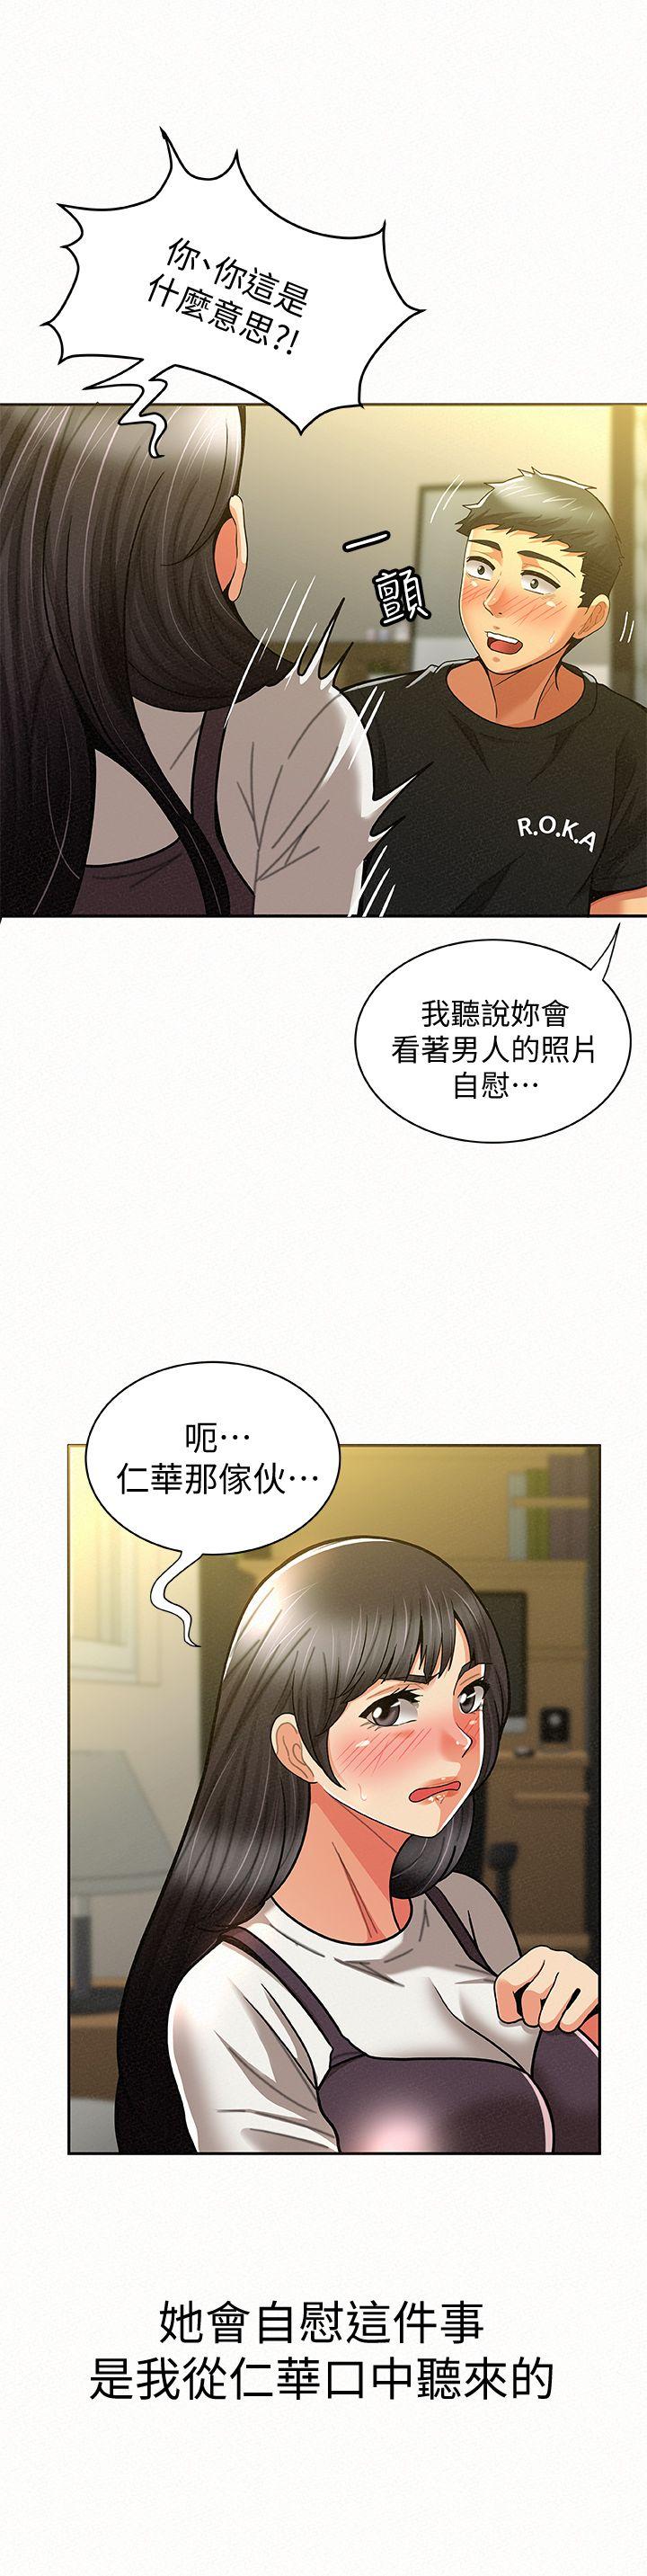 你、你這是
什麼意思?!
顫
R.O.K.A
我聽說妳會
看著男人的照片
自慰…
呃…
仁華那傢伙…
她會自慰這件事
是我從仁華口中聽來的